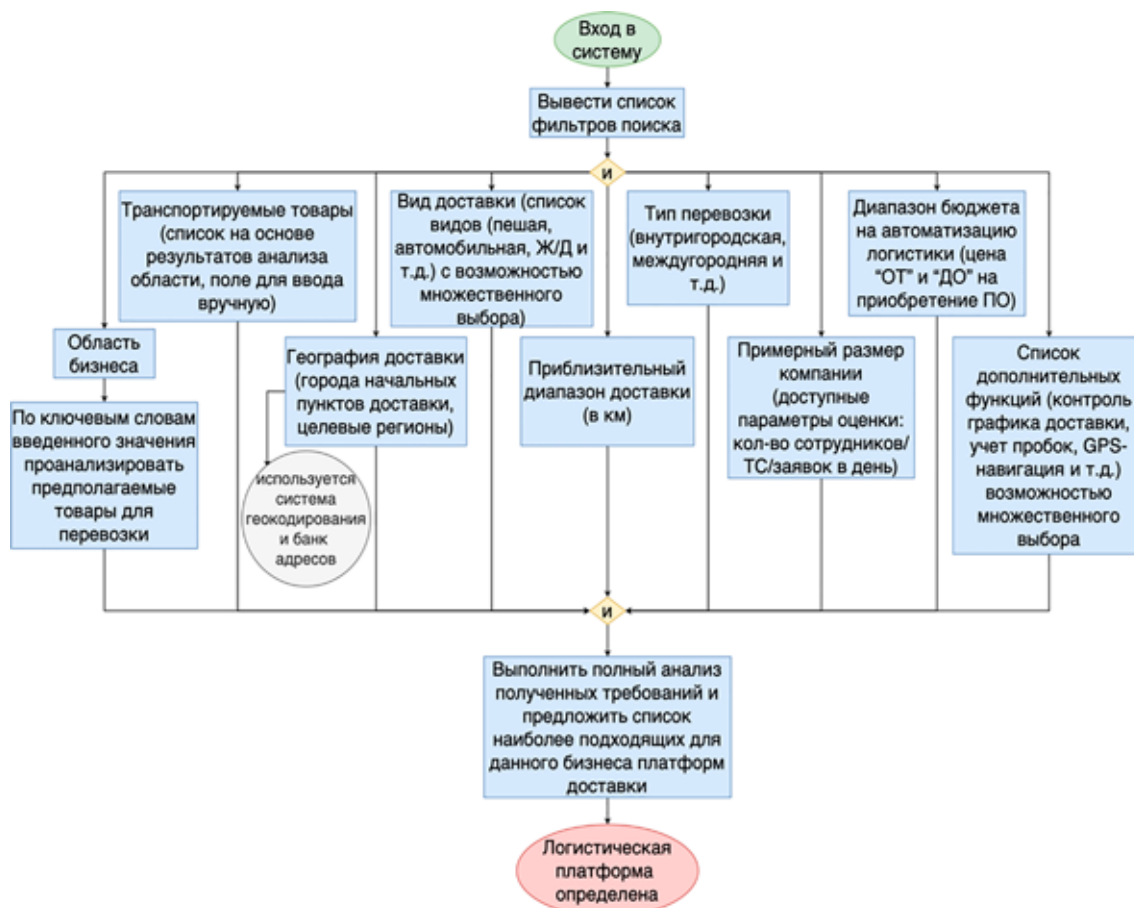 Вход в
систему
Вывести список
фильтров поиска
и
Транспортируемые товары
(список на основе
результатов анализа
области, поле для ввода
вручную)
Вид доставки (список
видов (пешая,
автомобильная, Ж/Д и
т.д.) с возможностью
множественного
выбора)
Тип перевозки
(внутригородская,
междугородняя и
т.д.)
Диапазон бюджета
на автоматизацию
логистики (цена
“ОТ” и “ДО” на
приобретение ПО)
Область
бизнеса
География доставки
(города начальных
пунктов доставки,
целевые регионы)
Приблизительный
диапазон доставки
(в км)
Примерный размер
компании
(доступные
параметры оценки:
кол-во сотрудников/
ТС/заявок в день)
Список
дополнительных
функций (контроль
графика доставки,
учет пробок, GPS-
навигация и т.д.)
возможностью
множественного
выбора
По ключевым словам
введенного значения
проанализировать
предполагаемые
товары для
перевозки
используется
система
геокодирования
и банк
адресов
и
Выполнить полный анализ
полученных требований и
предложить список
наиболее подходящих для
данного бизнеса платформ
доставки
Логистическая
платформа
определена